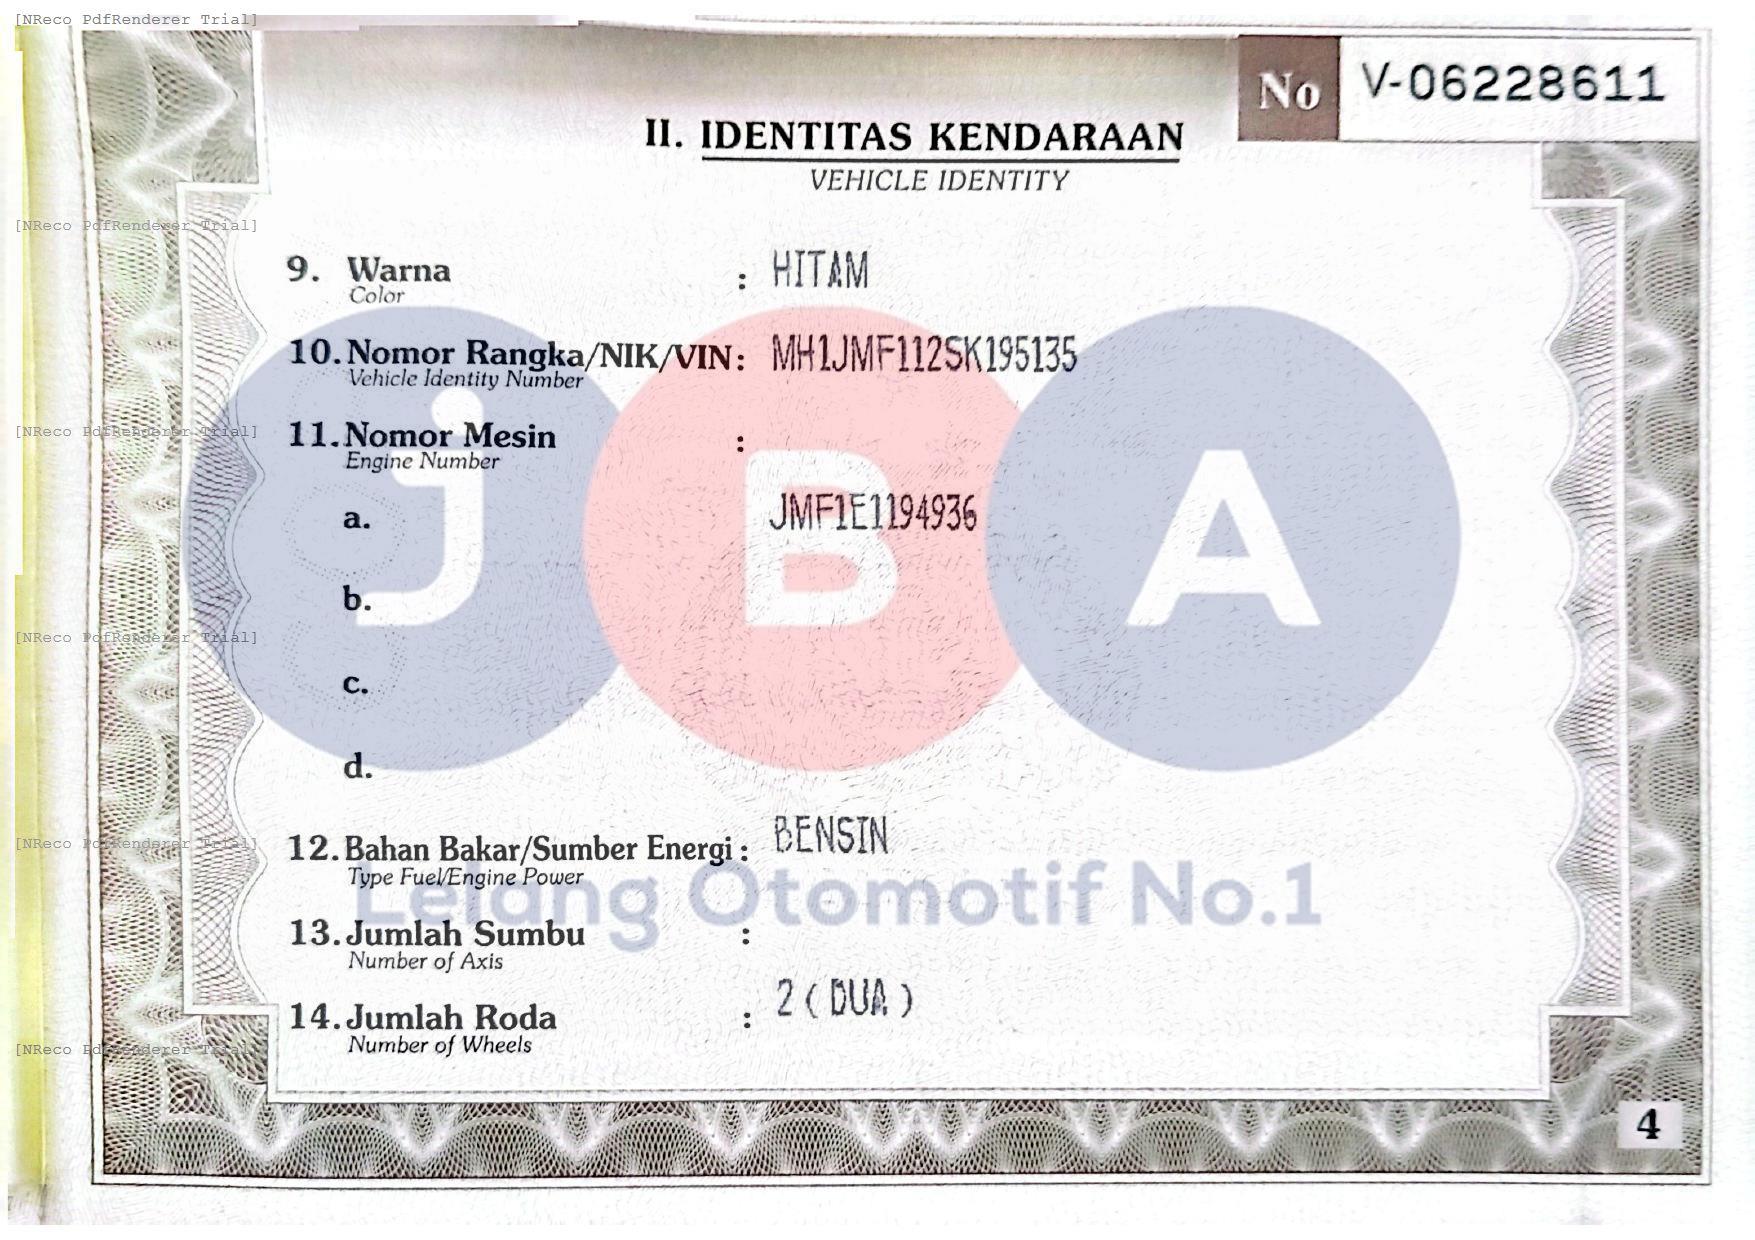 [NReco PdfRenderer Trial]
No V-06228611
II. IDENTITAS KENDARAAN
VEHICLE IDENTITY
[NReco PdfRenderer Trial]
9. Warna : HITAM
Color
10. Nomor Rangka/NIK/VIN : MH1JMF112SK195135
Vehicle Identity Number
[NReco PdfRenderer Trial]
11. Nomor Mesin :
Engine Number
a. JMF1E1194936
b.
JBA
[NReco PdfRenderer Trial]
c.
d.
12. Bahan Bakar/Sumber Energi : BENSIN
[NReco PdfRenderer Trial]
Type Fuel/Engine Power
Lelang Otomotif No.1
13. Jumlah Sumbu :
Number of Axis
14. Jumlah Roda : 2 ( DUA )
Number of Wheels
[NReco PdfRenderer Trial]
4